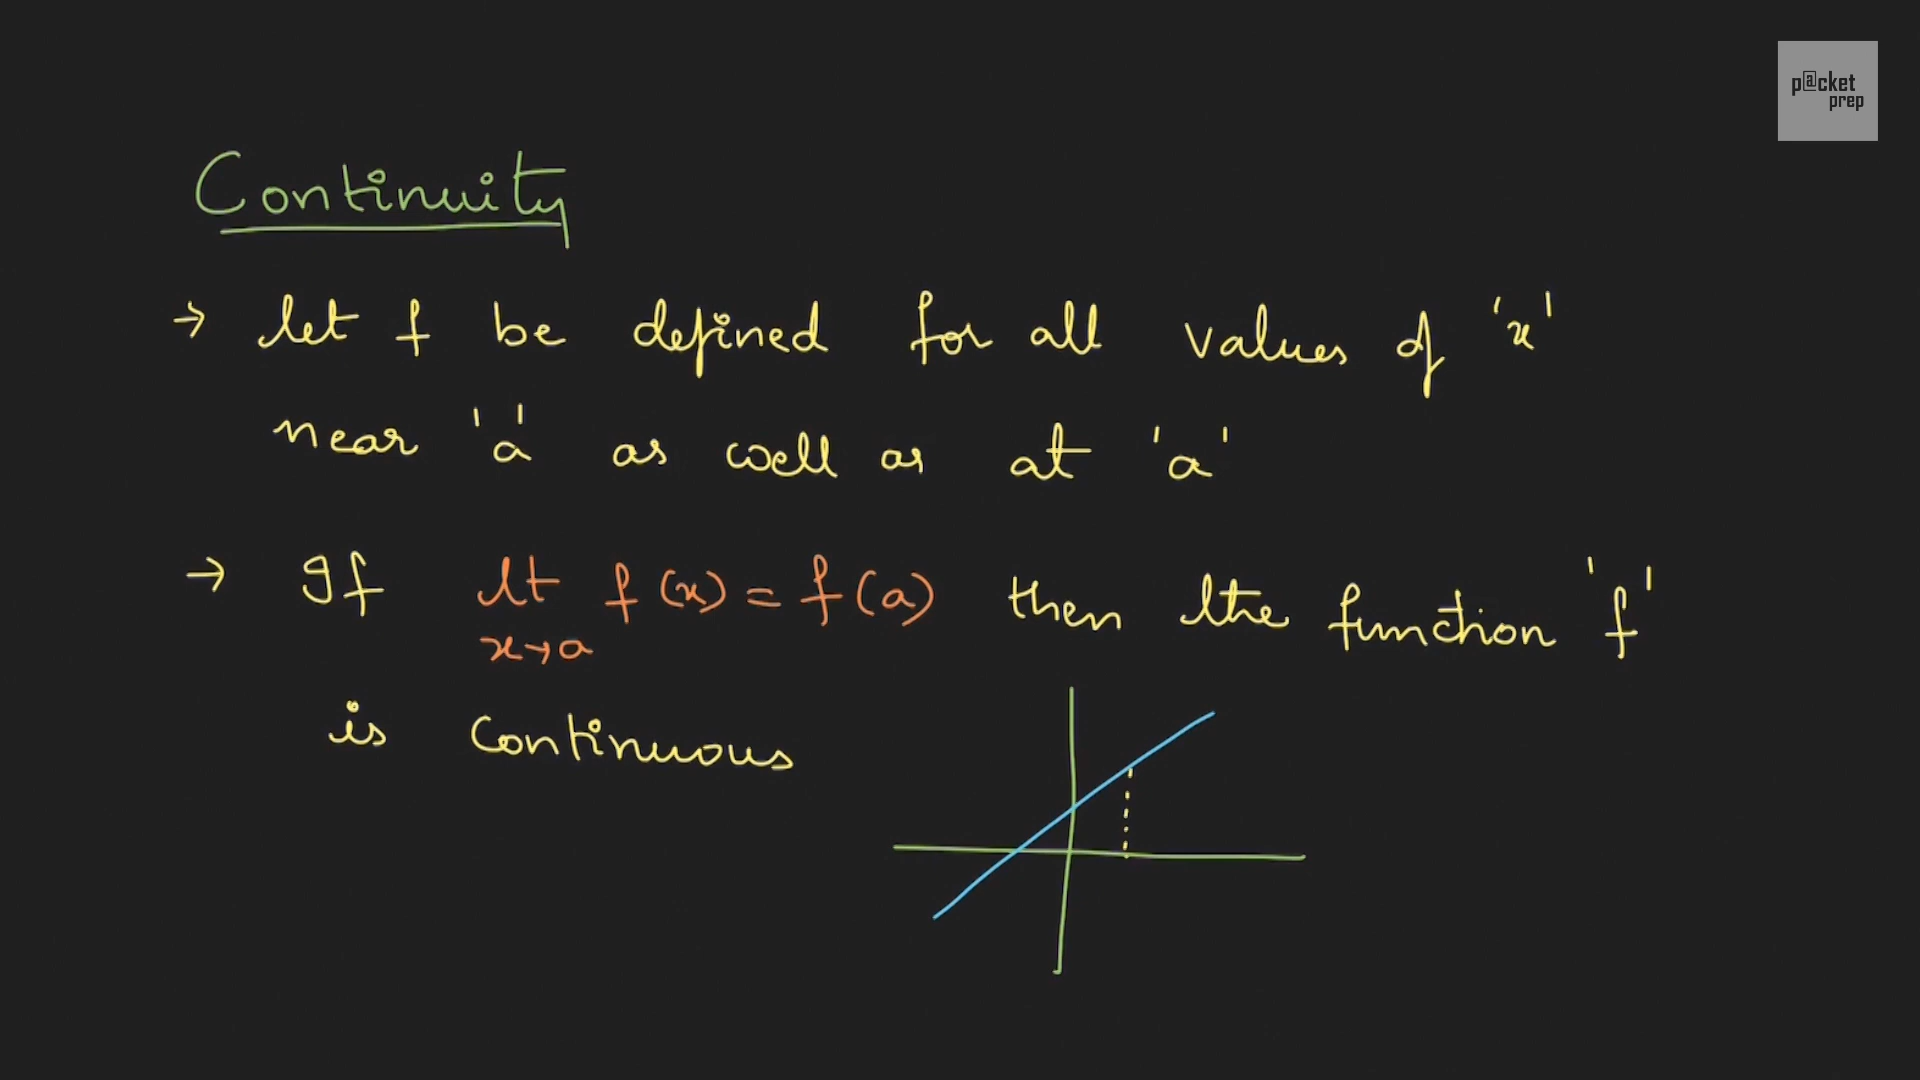 p@cket
prep
Continuity
→ let f be defined for all values of 'x'
near 'a' as well as at 'a'
→ If lt f(x) = f(a) then the function 'f'
x→a
is Continuous